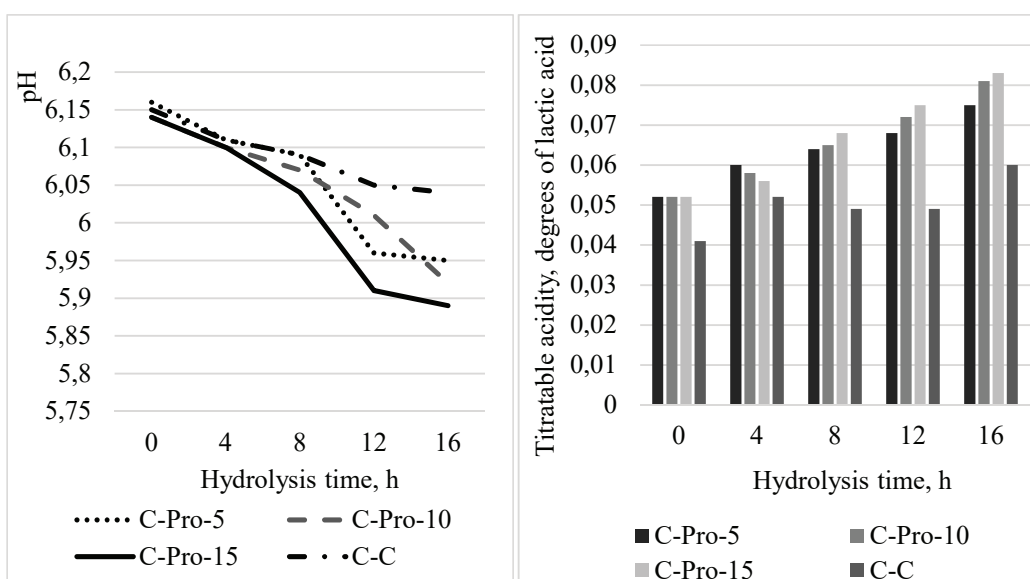 pH
6,2
6,15
6,1
6,05
6
5,95
5,9
5,85
5,8
5,75
0 4 8 12 16
Hydrolysis time, h
C-Pro-5 C-Pro-10
C-Pro-15 C-C
Titratable acidity, degrees of lactic acid
0,09
0,08
0,07
0,06
0,05
0,04
0,03
0,02
0,01
0
0 4 8 12 16
Hydrolysis time, h
C-Pro-5 C-Pro-10
C-Pro-15 C-C